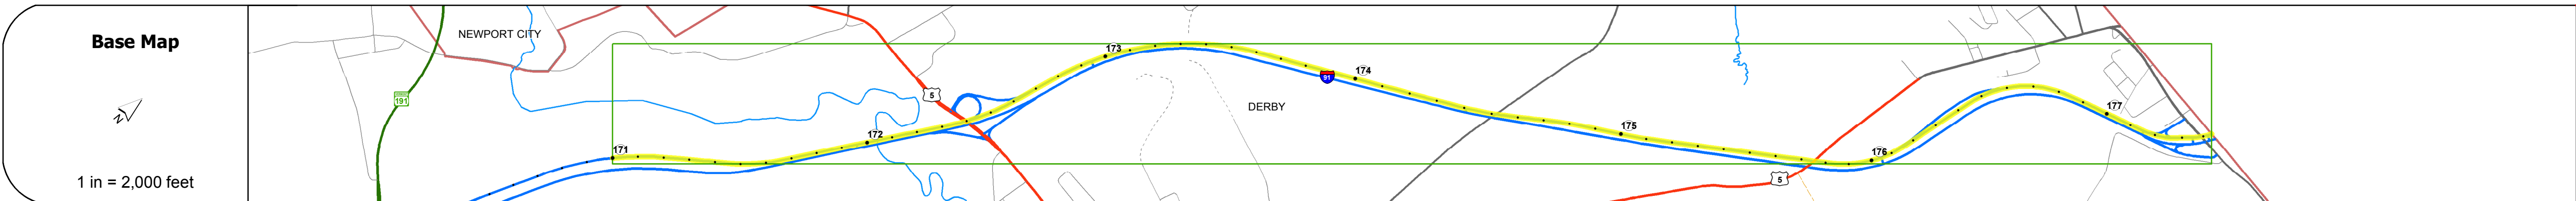 Base Map
N
1 in = 2,000 feet
191
NEWPORT CITY
171
172
5
173
DERBY
91
174
175
5
176
177